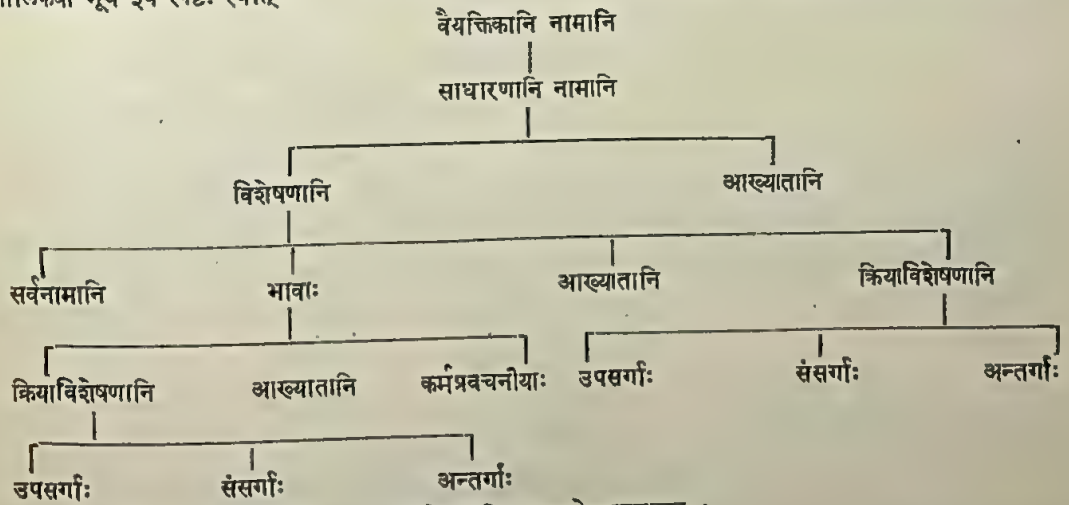 वैयक्तिकानि नामानि
साधारणानि नामानि
विशेषणानि आख्यातानि
सर्वनामानि भावाः आख्यातानि क्रियाविशेषणानि
क्रियाविशेषणानि आख्यातानि कर्मप्रवचनीयाः उपसर्गाः संसर्गाः अन्तर्गाः
उपसर्गाः संसर्गाः अन्तर्गाः